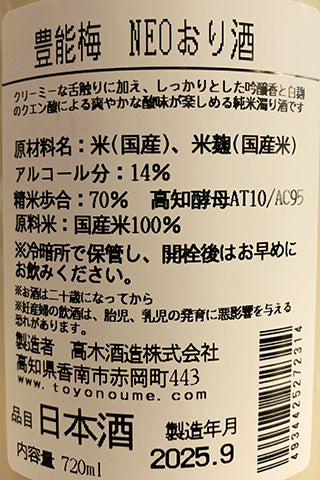 豊能梅 NEOおり酒
クリーミーな舌触りに加え、しっかりとした吟醸香と白麹
のクエン酸による爽やかな酸味が楽しめる純米濁り酒です
原材料名:米(国産)、米麹(国産米)
アルコール分:14%
精米歩合:70% 高知酵母AT10/AC95
原料米:国産米100%
※冷暗所で保管し、開栓後はお早めに
お飲みください。
※お酒は二十歳になってから
※妊産婦の飲酒は、胎児、乳児の発育に悪影響を与える
恐れがあります。
製造者 高木酒造株式会社
高知県香南市赤岡町443
www.toyonoume.com
品目 日本酒 製造年月
内容量 720ml 2025.9
4934425272314